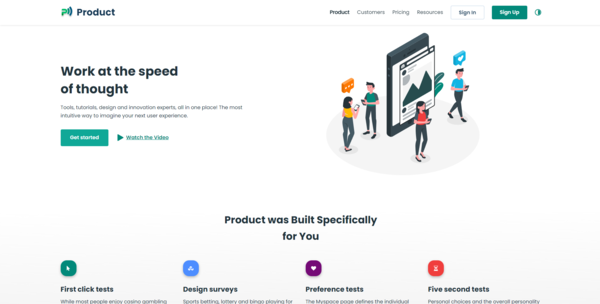 Product
Product Customers Pricing Resources Sign In Sign Up
Work at the speed
of thought
Tools, tutorials, design and innovation experts, all in one place! The most
intuitive way to imagine your next user experience.
Get started Watch the Video
Product was Built Specifically
for You
First click tests Design surveys Preference tests Five second tests
While most people enjoy casino gambling Sports betting, lottery and bingo playing for The Myspace page defines the individual Personal choices and the overall personality